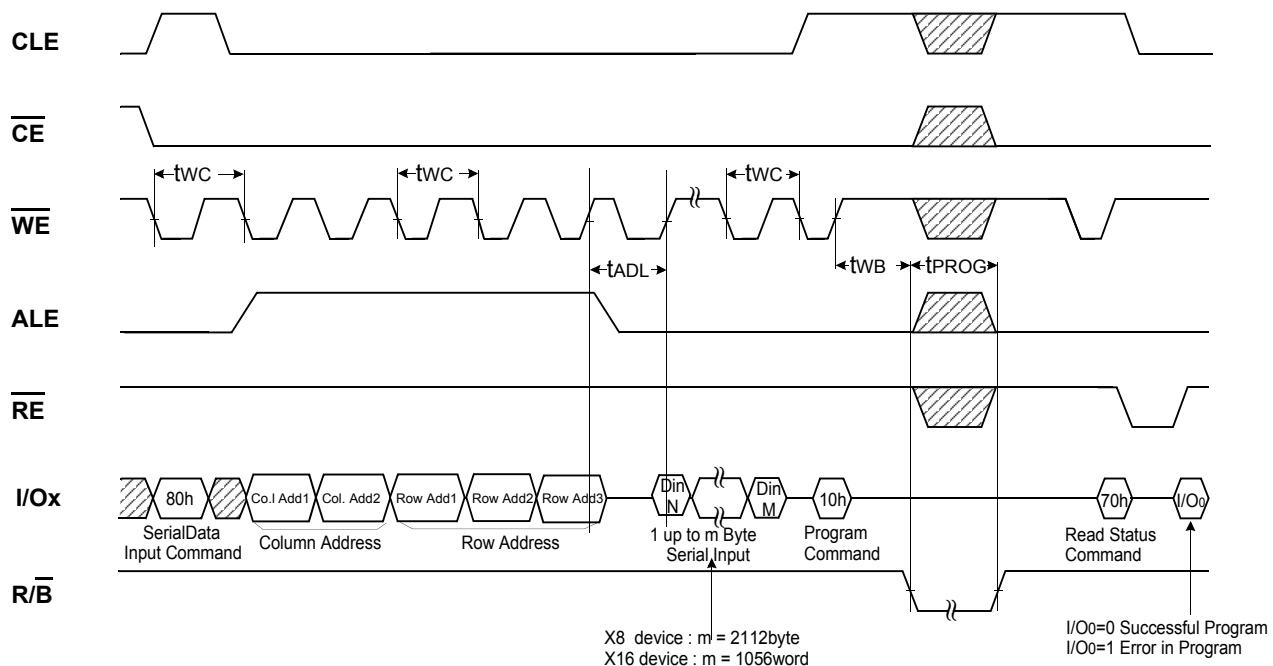 CLE
CE
tWC
tWC
tWC
WE
tADL
tWB
tPROG
ALE
RE
I/Ox
80h
Co.l Add1
Col. Add2
Row Add1
Row Add2
Row Add3
Din
N
Din
M
10h
70h
I/O0
SerialData
Input Command
Column Address
Row Address
1 up to m Byte
Serial Input
Program
Command
Read Status
Command
R/B
X8 device : m = 2112byte
X16 device : m = 1056word
I/O0=0 Successful Program
I/O0=1 Error in Program